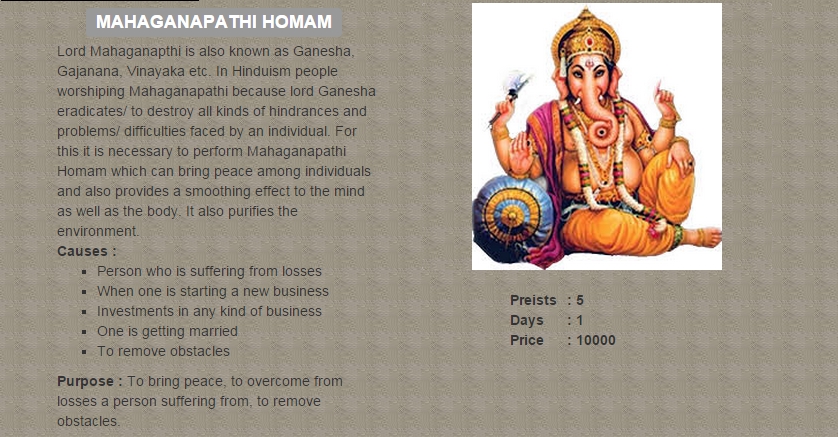 MAHAGANAPATHI HOMAM
Lord Mahaganapthi is also known as Ganesha,
Gajanana, Vinayaka etc. In Hinduism people
worshiping Mahaganapathi because lord Ganesha
eradicates/ to destroy all kinds of hindrances and
problems/ difficulties faced by an individual. For
this it is necessary to perform Mahaganapathi
Homam which can bring peace among individuals
and also provides a smoothing effect to the mind
as well as the body. It also purifies the
environment.
Causes :
▪ Person who is suffering from losses
▪ When one is starting a new business
▪ Investments in any kind of business
▪ One is getting married
▪ To remove obstacles
Purpose : To bring peace, to overcome from
losses a person suffering from, to remove
obstacles.
Preists : 5
Days : 1
Price : 10000